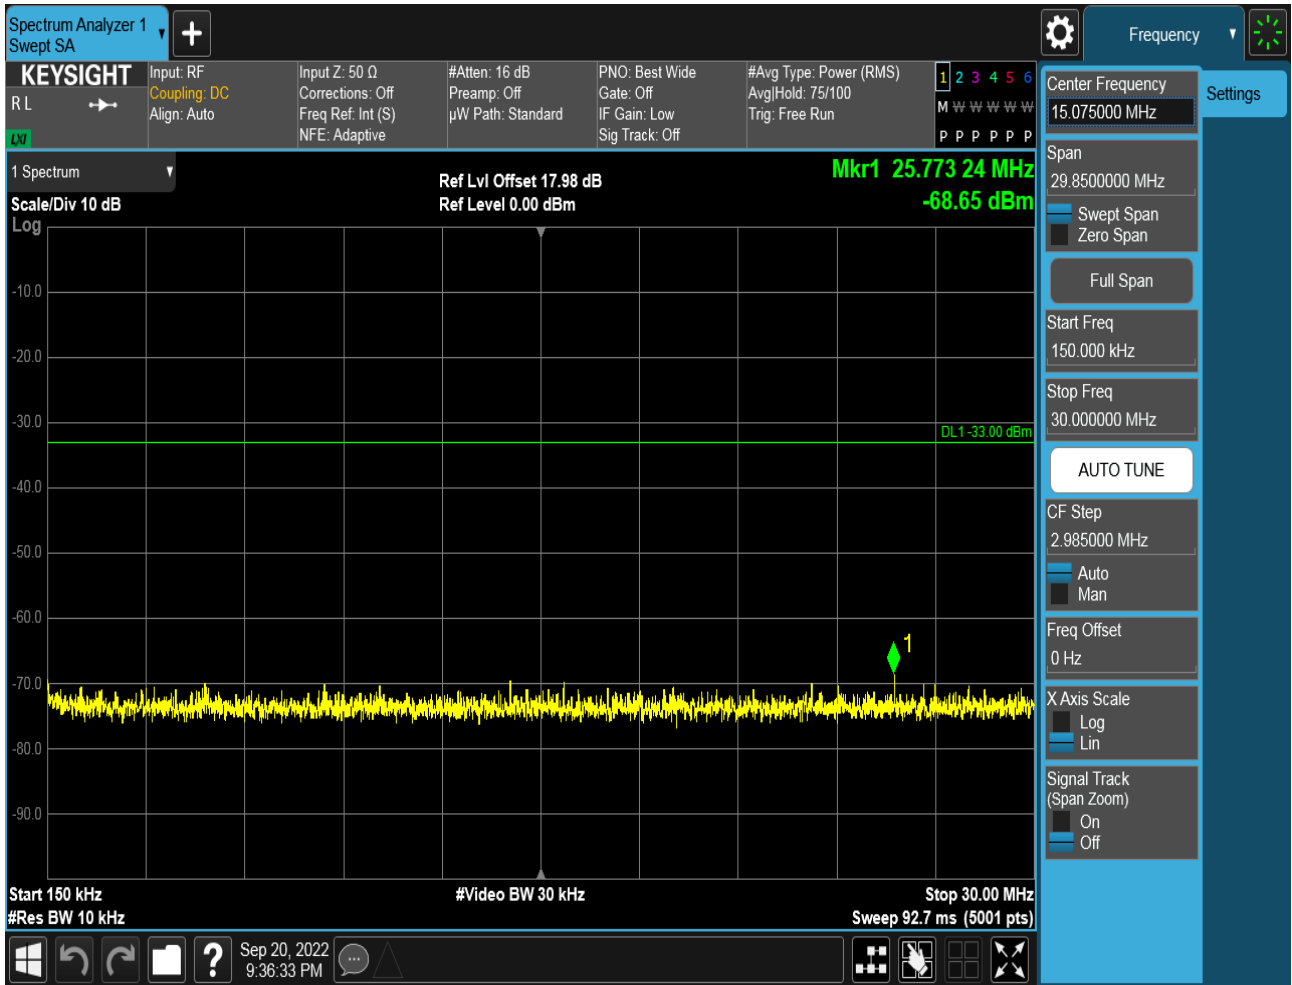 Spectrum Analyzer 1
Swept SA
Frequency
KEYSIGHT
R L
LXI
Input: RF
Coupling: DC
Align: Auto
Input Z: 50 Ω
Corrections: Off
Freq Ref: Int (S)
NFE: Adaptive
#Atten: 16 dB
Preamp: Off
µW Path: Standard
PNO: Best Wide
Gate: Off
IF Gain: Low
Sig Track: Off
#Avg Type: Power (RMS)
Avg|Hold: 75/100
Trig: Free Run
1 2 3 4 5 6
M W W W W W
P P P P P P
1 Spectrum
Scale/Div 10 dB
Log
Ref Lvl Offset 17.98 dB
Ref Level 0.00 dBm
Mkr1 25.773 24 MHz
-68.65 dBm
-10.0
-20.0
-30.0
DL1 -33.00 dBm
-40.0
-50.0
-60.0
1
-70.0
-80.0
-90.0
Start 150 kHz
#Video BW 30 kHz
Stop 30.00 MHz
#Res BW 10 kHz
Sweep 92.7 ms (5001 pts)
Center Frequency
15.075000 MHz
Settings
Span
29.8500000 MHz
Swept Span
Zero Span
Full Span
Start Freq
150.000 kHz
Stop Freq
30.000000 MHz
AUTO TUNE
CF Step
2.985000 MHz
Auto
Man
Freq Offset
0 Hz
X Axis Scale
Log
Lin
Signal Track
(Span Zoom)
On
Off
?
Sep 20, 2022
9:36:33 PM